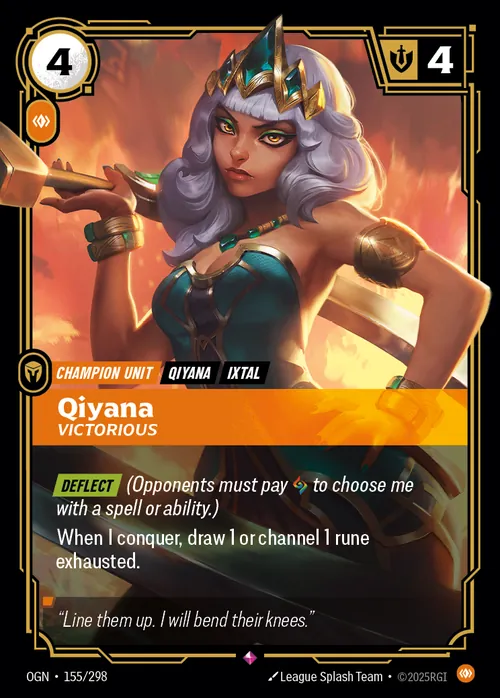 4
4
CHAMPION UNIT QIYANA IXTAL
Qiyana
VICTORIOUS
DEFLECT (Opponents must pay to choose me
with a spell or ability.)
When I conquer, draw 1 or channel 1 rune
exhausted.
“Line them up. I will bend their knees.”
OGN • 155/298 League Splash Team • ©2025RGI